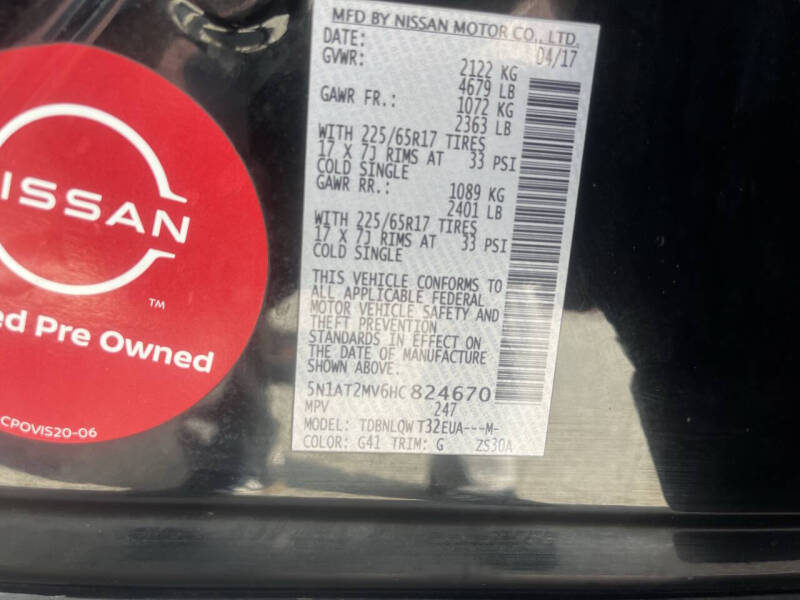 MFD BY NISSAN MOTOR CO., LTD.
DATE: 04/17
GVWR: 2122 KG
4679 LB
GAWR FR.: 1072 KG
2363 LB
WITH 225/65R17 TIRES
17 X 7J RIMS AT 33 PSI
COLD SINGLE
GAWR RR.: 1089 KG
2401 LB
WITH 225/65R17 TIRES
17 X 7J RIMS AT 33 PSI
COLD SINGLE
THIS VEHICLE CONFORMS TO
ALL APPLICABLE FEDERAL
MOTOR VEHICLE SAFETY AND
THEFT PREVENTION
STANDARDS IN EFFECT ON
THE DATE OF MANUFACTURE
SHOWN ABOVE.
5N1AT2MV6HC824670
MPV 247
MODEL: TDBNLQWT32EUA---M-
COLOR: G41 TRIM: G ZS30A
NISSAN
TM
ed Pre Owned
CPOVIS20-06